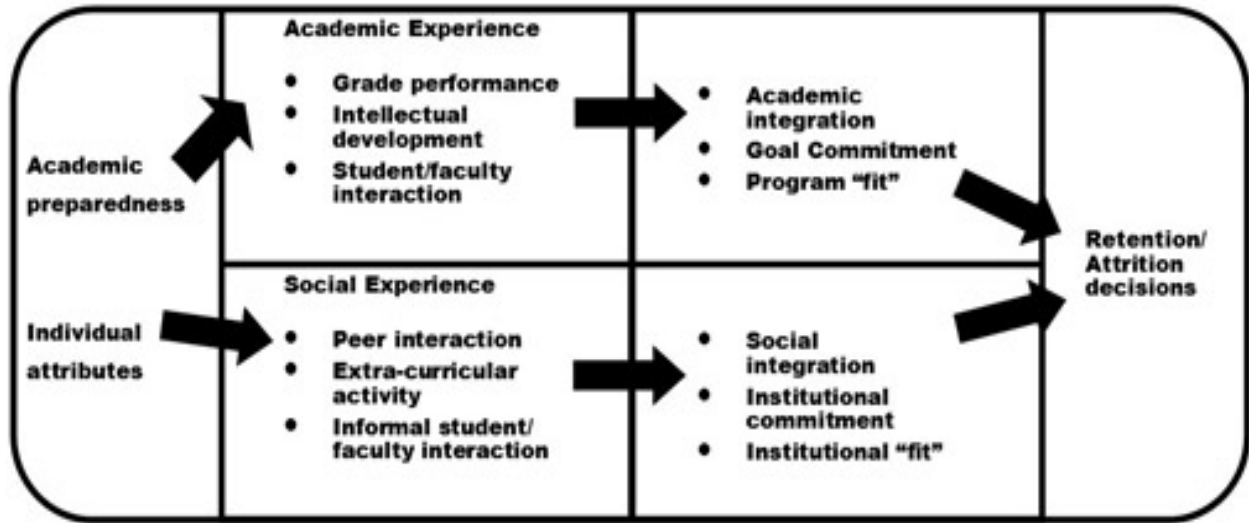 Academic
preparedness
Individual
attributes
Academic Experience
• Grade performance
• Intellectual
development
• Student/faculty
interaction
Social Experience
• Peer interaction
• Extra-curricular
activity
• Informal student/
faculty interaction
• Academic
integration
• Goal Commitment
• Program “fit”
• Social
integration
• Institutional
commitment
• Institutional “fit”
Retention/
Attrition
decisions